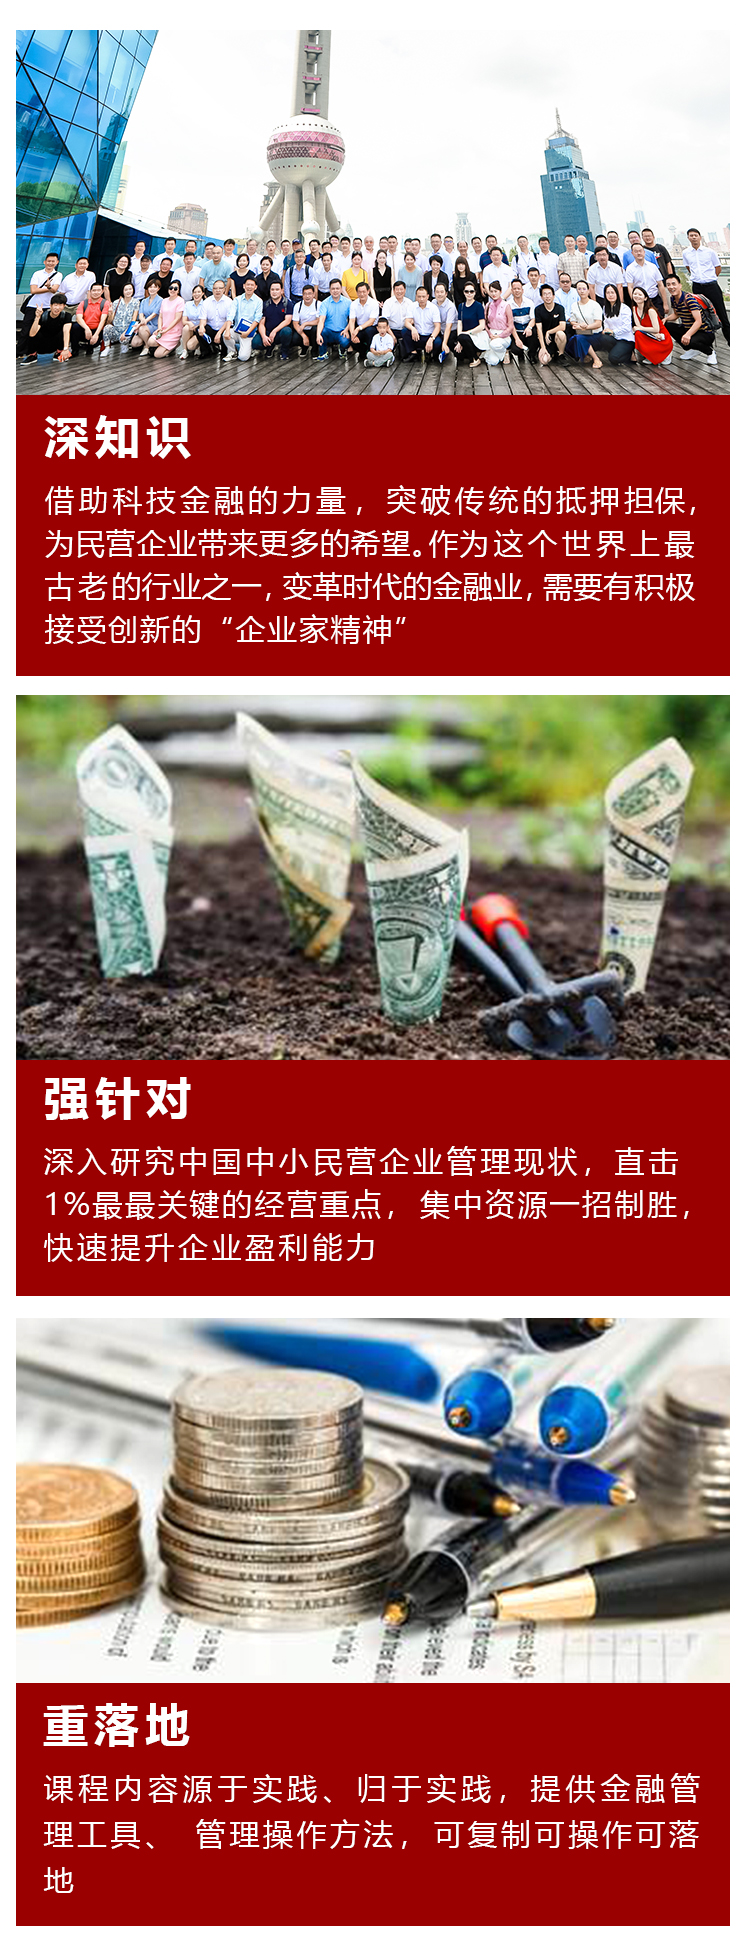 深知识
借助科技金融的力量，突破传统的抵押担保，
为民营企业带来更多的希望。作为这个世界上最
古老的行业之一，变革时代的金融业，需要有积极
接受创新的“企业家精神”
强针对
深入研究中国中小民营企业管理现状，直击
1%最最关键的经营重点，集中资源一招制胜，
快速提升企业盈利能力
重落地
课程内容源于实践、归于实践，提供金融管
理工具、 管理操作方法，可复制可操作可落
地